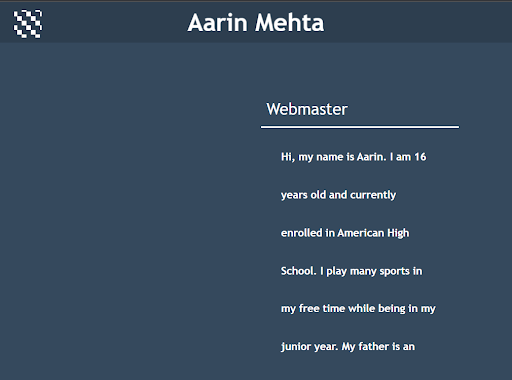 Aarin Mehta
Webmaster
Hi, my name is Aarin. I am 16
years old and currently
enrolled in American High
School. I play many sports in
my free time while being in my
junior year. My father is an